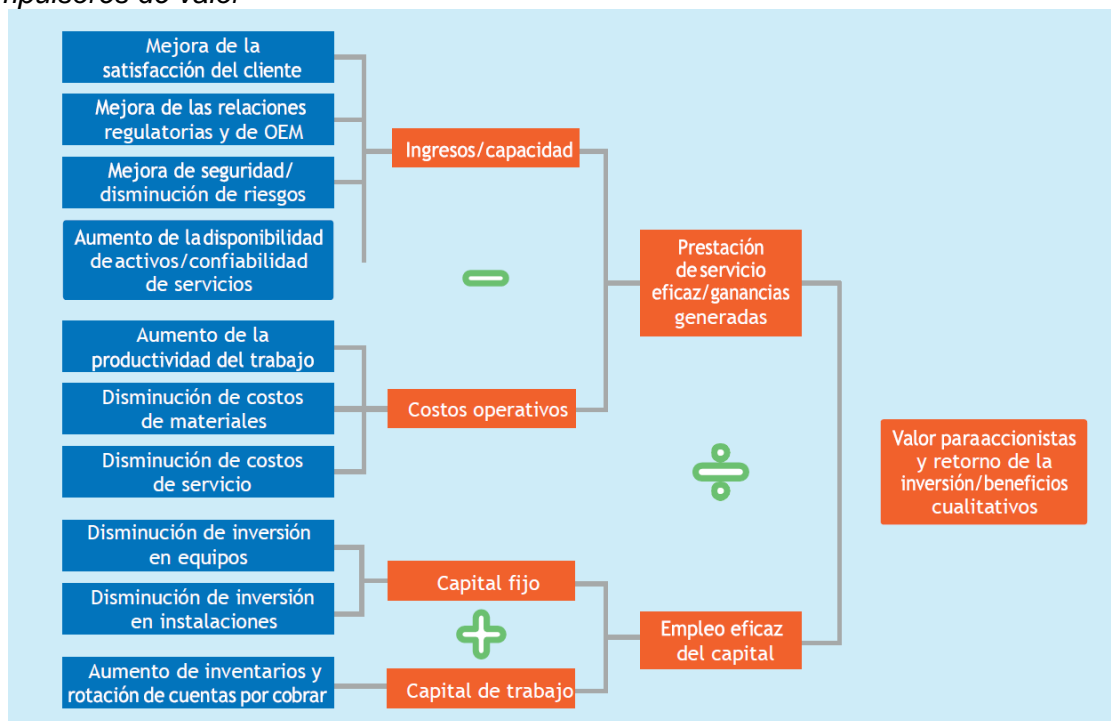 mpulsores de valor
Mejora de la
satisfacción del cliente
Mejora de las relaciones
regulatorias y de OEM
Mejora de seguridad/
disminución de riesgos
Aumento de la disponibilidad
de activos/confiabilidad
de servicios
Aumento de la
productividad del trabajo
Disminución de costos
de materiales
Disminución de costos
de servicio
Disminución de inversión
en equipos
Disminución de inversión
en instalaciones
Aumento de inventarios y
rotación de cuentas por cobrar
Ingresos/capacidad
Costos operativos
Capital fijo
Capital de trabajo
Prestación
de servicio
eficaz/ganancias
generadas
Empleo eficaz
del capital
Valor para accionistas
y retorno de la
inversión/beneficios
cualitativos